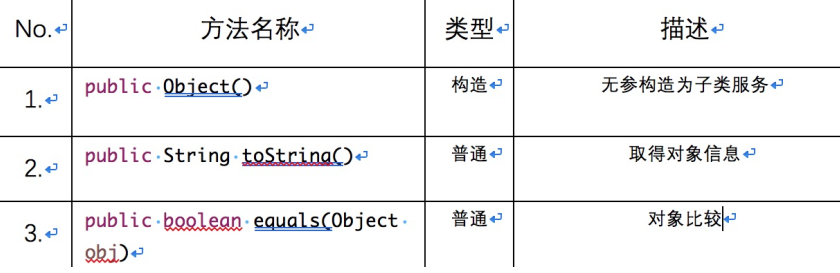 No. 方法名称 类型 描述
1. public Object() 构造 无参构造为子类服务
2. public String toString() 普通 取得对象信息
3. public boolean equals(Object 普通 对象比较
obj)